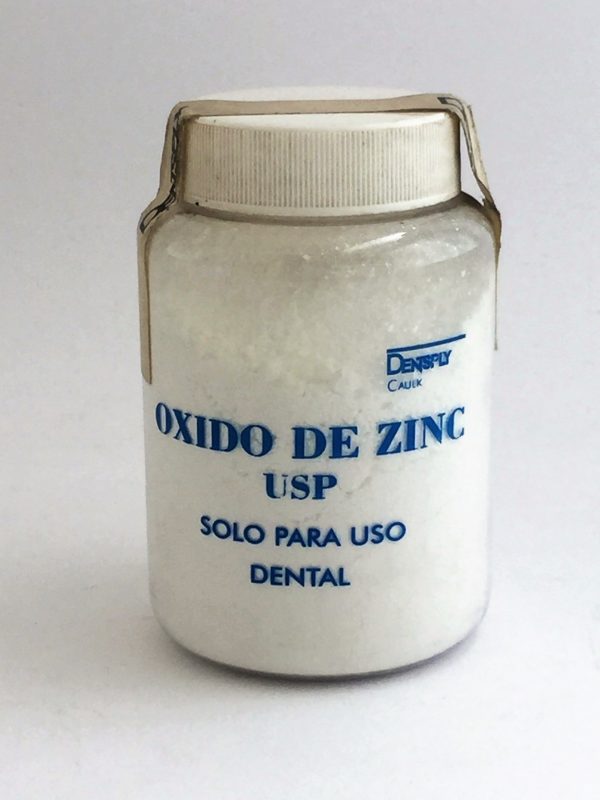 DENTSPLY
CAULK
OXIDO DE ZINC
USP
SOLO PARA USO
DENTAL